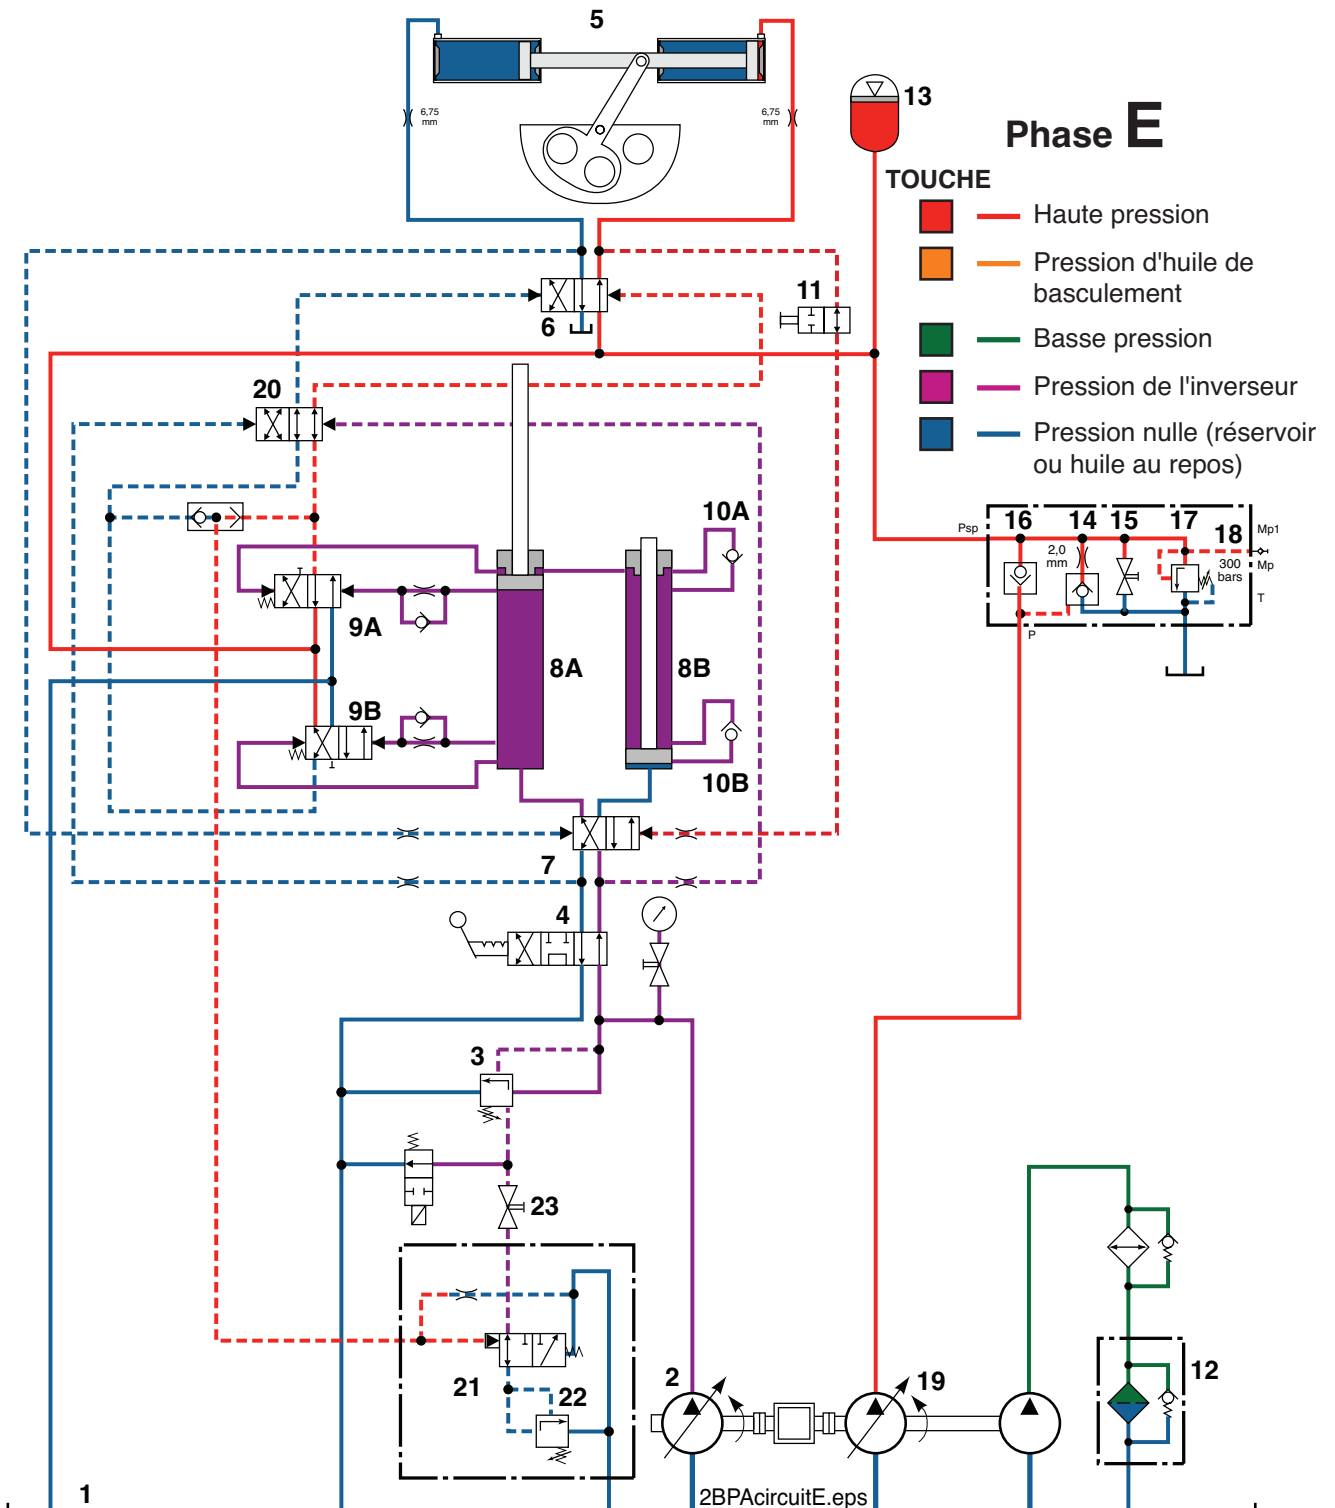 5
6,75
mm
6,75
mm
13
Phase E
TOUCHE
Haute pression
Pression d'huile de
basculement
Basse pression
Pression de l'inverseur
Pression nulle (réservoir
ou huile au repos)
6
11
20
10A
9A
8A
8B
9B
10B
Psp
16
14
15
17
18
Mp1
2,0
mm
300
bars
Mp
T
P
7
4
3
23
21
22
2
19
12
1
2BPAcircuitE.eps